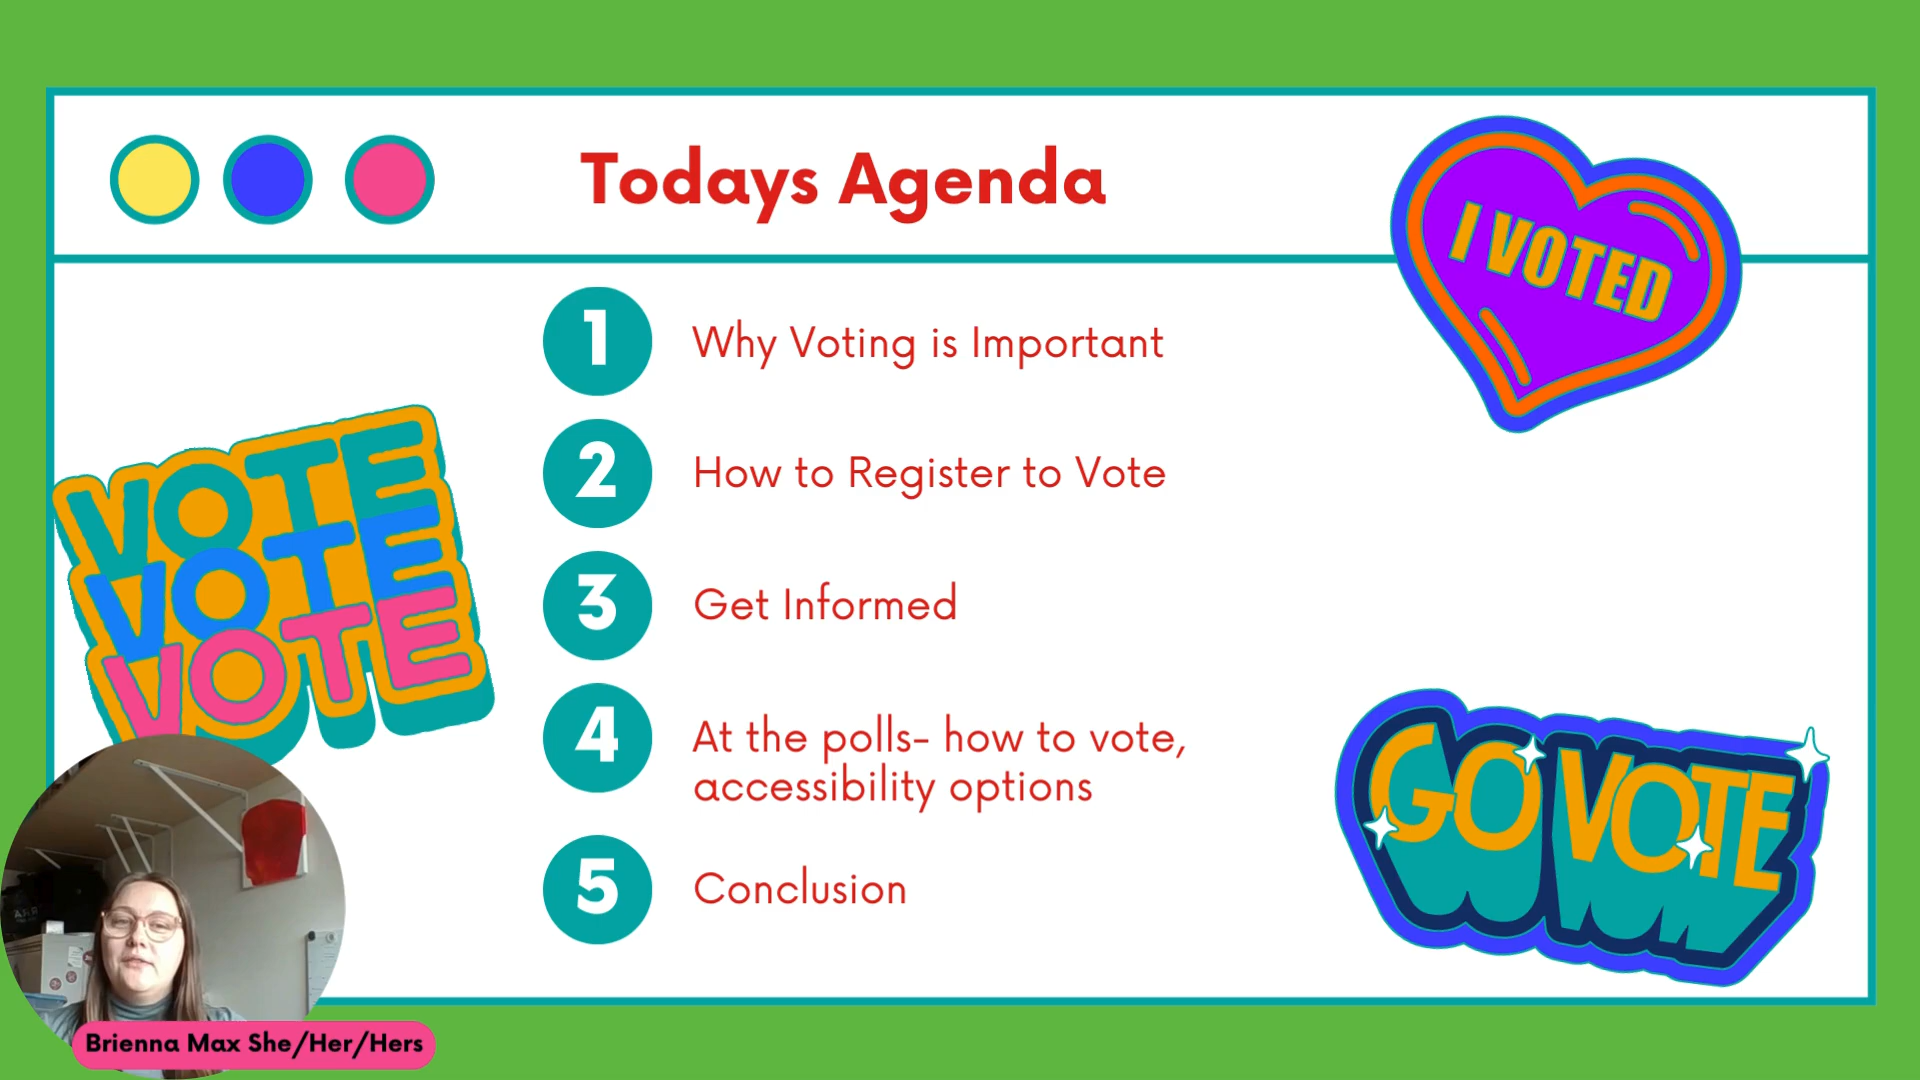 Todays Agenda
I VOTED
1
Why Voting is Important
2
How to Register to Vote
3
Get Informed
4
At the polls- how to vote,
accessibility options
5
Conclusion
VOTE
VOTE
VOTE
GO VOTE
Brienna Max She/Her/Hers